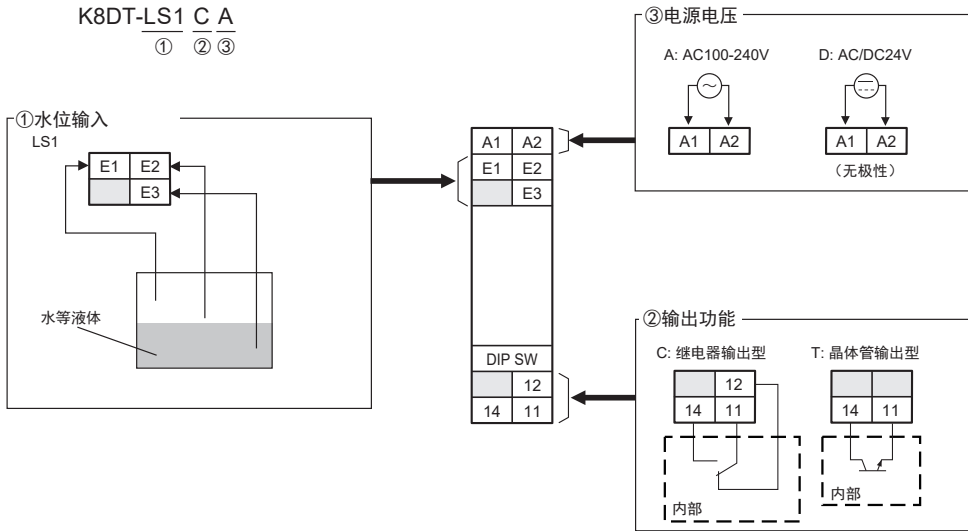 K8DT-LS1 C A
① ② ③
①水位输入
LS1
E1 E2
E3
水等液体
A1 A2
E1 E2
E3
DIP SW
12
14 11
③电源电压
A: AC100-240V D: AC/DC24V
A1 A2 A1 A2
（无极性）
②输出功能
C: 继电器输出型 T: 晶体管输出型
12
14 11 14 11
内部 内部